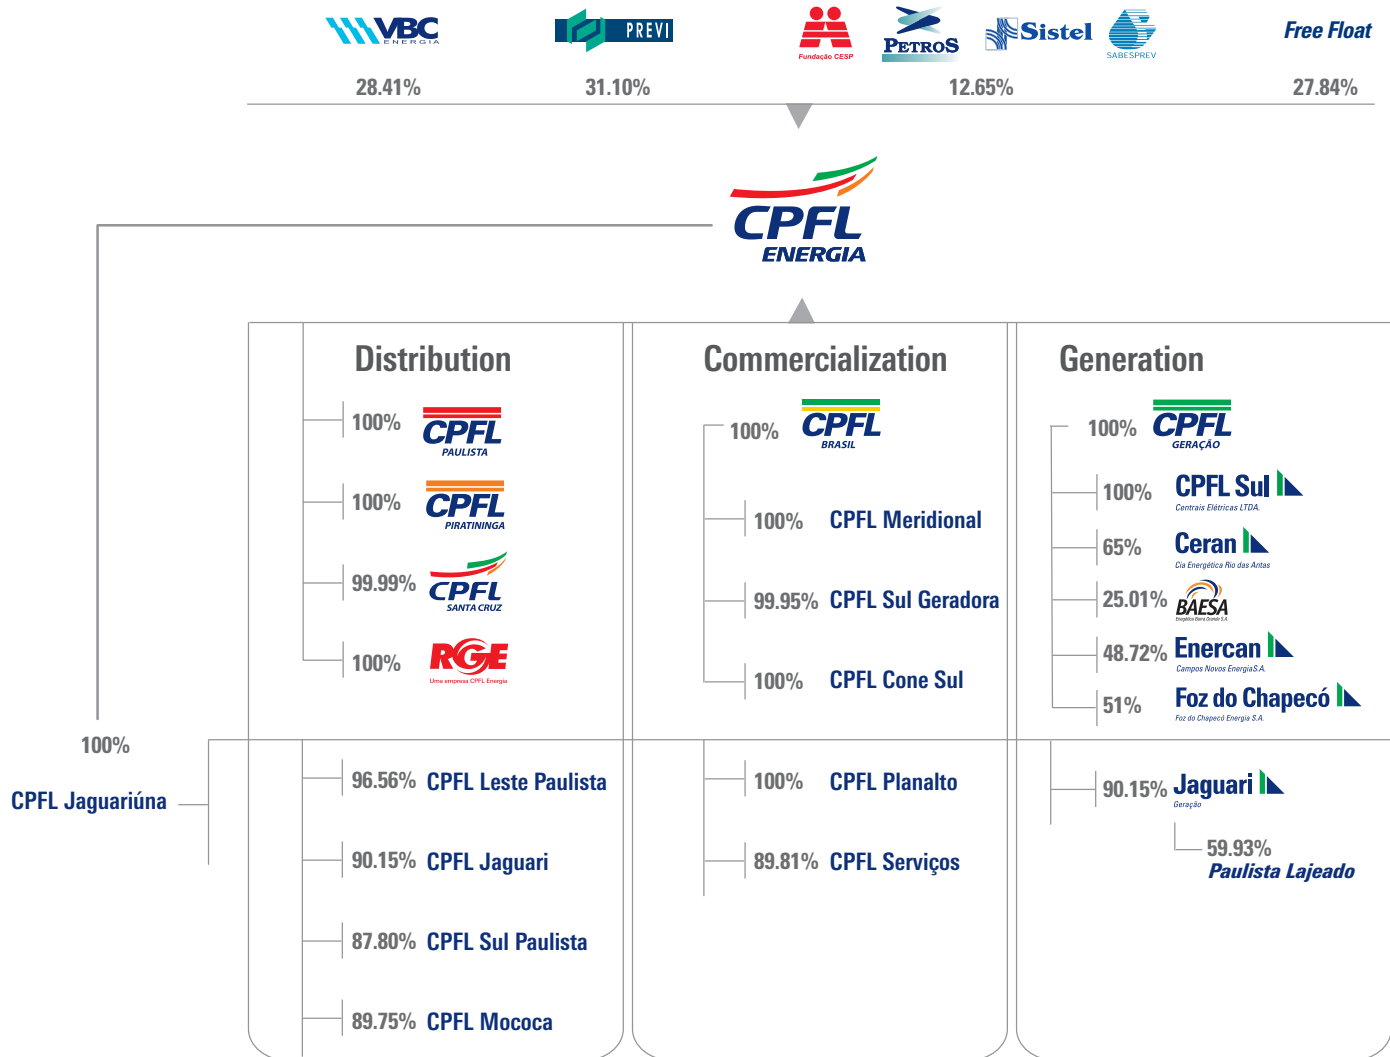 VBC
ENERGIA
PREVI
Fundação CESP
PETROS
Sistel
SABESPREV
Free Float
28.41%
31.10%
12.65%
27.84%
CPFL
ENERGIA
Distribution
100%
CPFL
PAULISTA
100%
CPFL
PIRATININGA
99.99%
CPFL
SANTA CRUZ
100%
RGE
Uma empresa CPFL Energia
Commercialization
100%
CPFL
BRASIL
100% CPFL Meridional
99.95% CPFL Sul Geradora
100% CPFL Cone Sul
Generation
100%
CPFL
GERAÇÃO
100% CPFL Sul
Centrais Elétricas LTDA.
65% Ceran
Cia Energética Rio das Antas
25.01% BAESA
Energética Barra Grande S.A.
48.72% Enercan
Campos Novos EnergiaS.A.
51% Foz do Chapecó
Foz do Chapecó Energia S.A.
100%
CPFL Jaguariúna
96.56% CPFL Leste Paulista
90.15% CPFL Jaguari
87.80% CPFL Sul Paulista
89.75% CPFL Mococa
100% CPFL Planalto
89.81% CPFL Serviços
90.15% Jaguari
Geração
59.93%
Paulista Lajeado